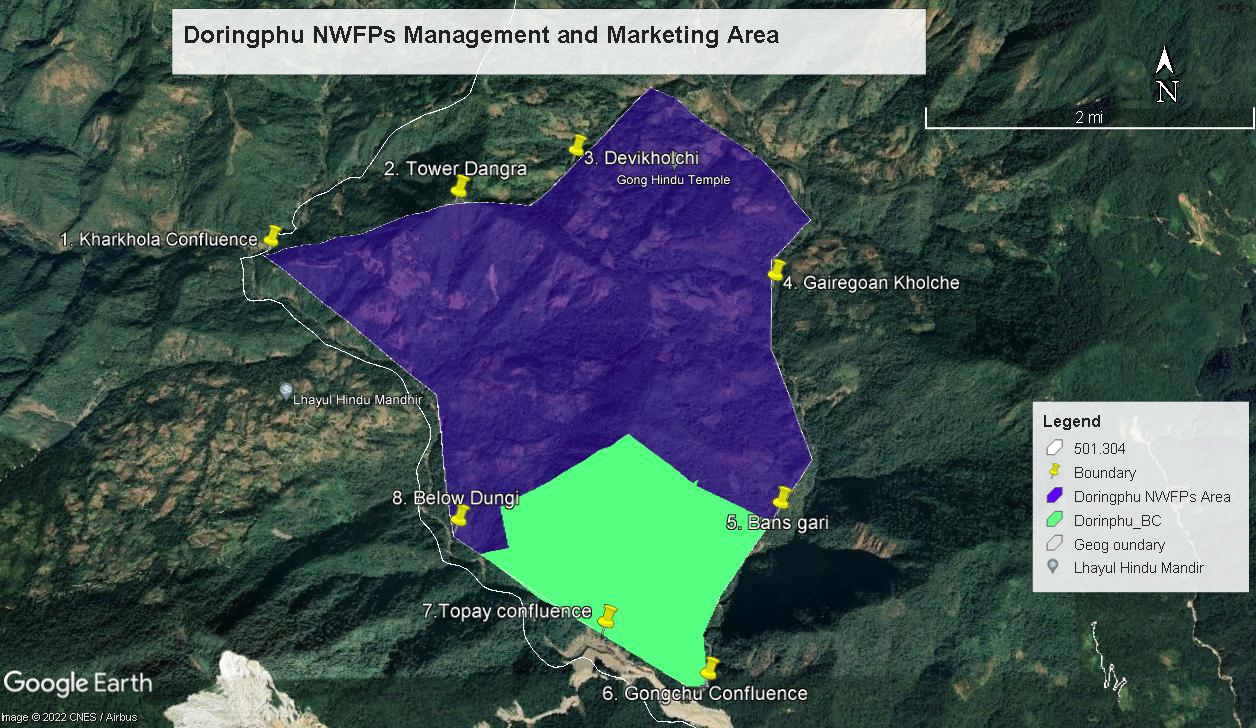 Doringphu NWFPs Management and Marketing Area
N
2 mi
3. Devikholchi
2. Tower Dangra
Gong Hindu Temple
1. Kharkhola Confluence
4. Gairegoan Kholche
Lhayul Hindu Mandhir
Legend
501.304
Boundary
Doringphu NWFPs Area
Dorinphu_BC
Geog oundary
Lhayul Hindu Mandir
8. Below Dungi
5. Bans gari
7.Topay confluence
6. Gongchu Confluence
Google Earth
Image © 2022 CNES / Airbus